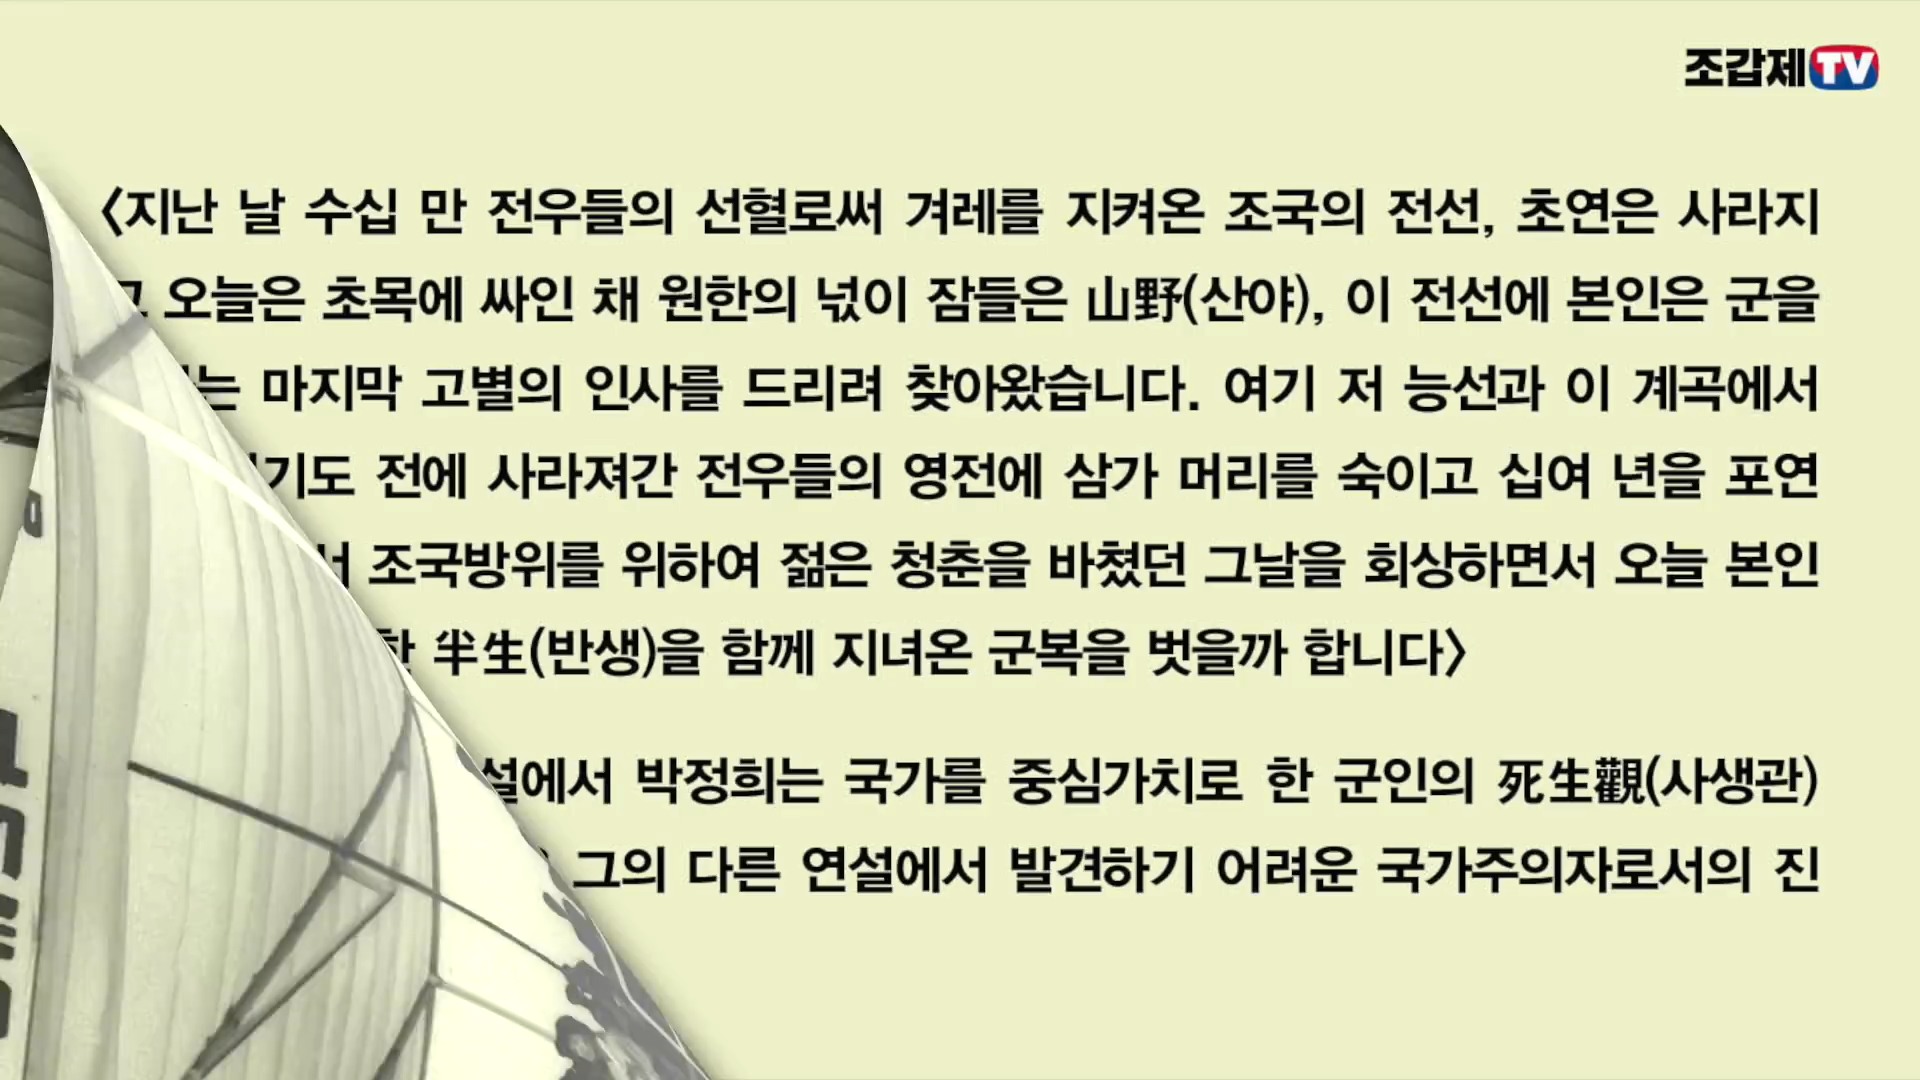 조갑제TV
<지난 날 수십 만 전우들의 선혈로써 겨레를 지켜온 조국의 전선, 초연은 사라지
오늘은 초목에 싸인 채 원한의 넋이 잠들은 山野(산야), 이 전선에 본인은 군을
마지막 고별의 인사를 드리려 찾아왔습니다. 여기 저 능선과 이 계곡에서
전에 사라져간 전우들의 영전에 삼가 머리를 숙이고 십여 년을 포연
조국방위를 위하여 젊은 청춘을 바쳤던 그날을 회상하면서 오늘 본인
半生(반생)을 함께 지녀온 군복을 벗을까 합니다>
박정희는 국가를 중심가치로 한 군인의 死生觀(사생관)
그의 다른 연설에서 발견하기 어려운 국가주의자로서의 진